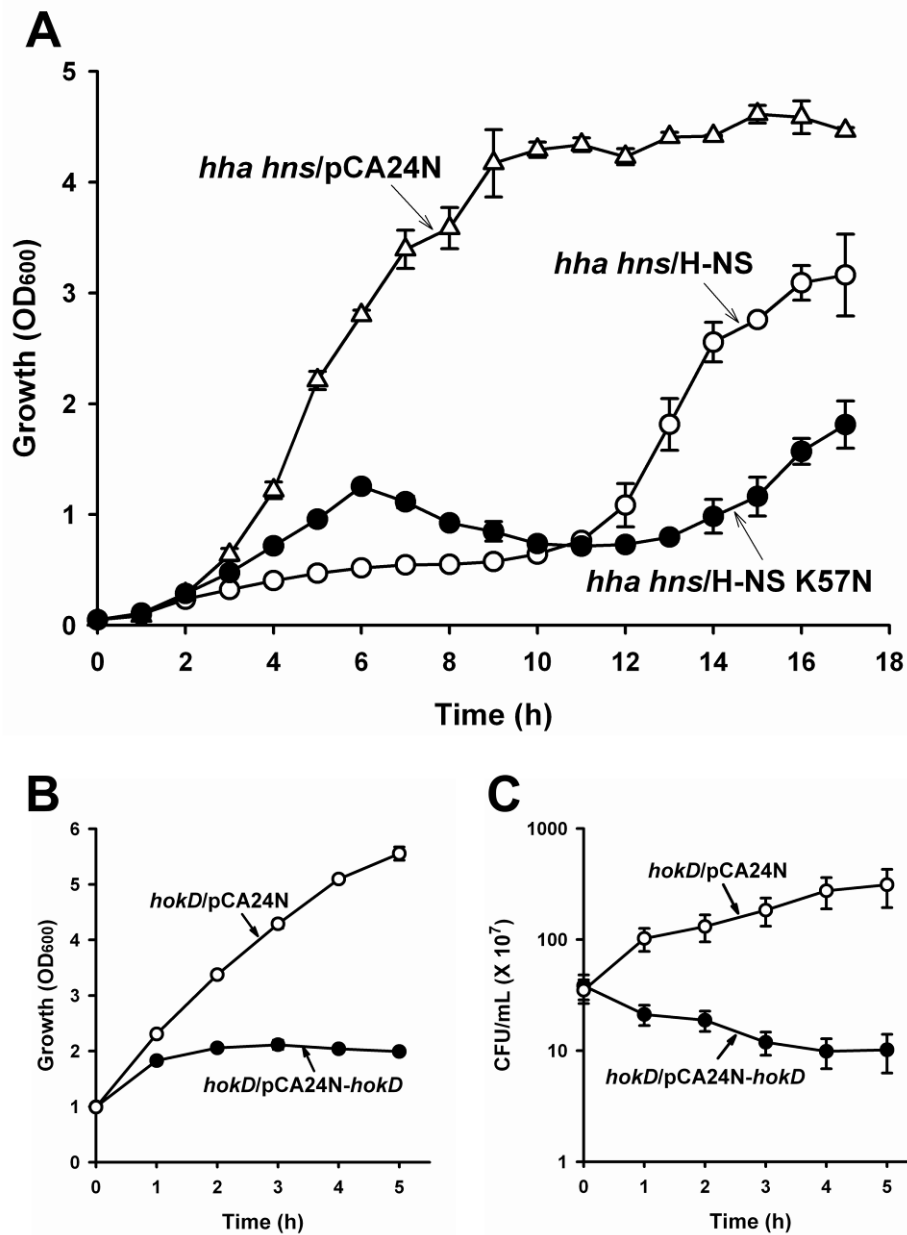 A
Growth (OD600)
5
4
3
2
1
0
hha hns/pCA24N
hha hns/H-NS
hha hns/H-NS K57N
0 2 4 6 8 10 12 14 16 18
Time (h)
B
Growth (OD600)
6
5
4
3
2
1
0
hokD/pCA24N
hokD/pCA24N-hokD
0 1 2 3 4 5
Time (h)
C
CFU/mL (X 10^7)
1000
100
10
1
hokD/pCA24N
hokD/pCA24N-hokD
0 1 2 3 4 5
Time (h)